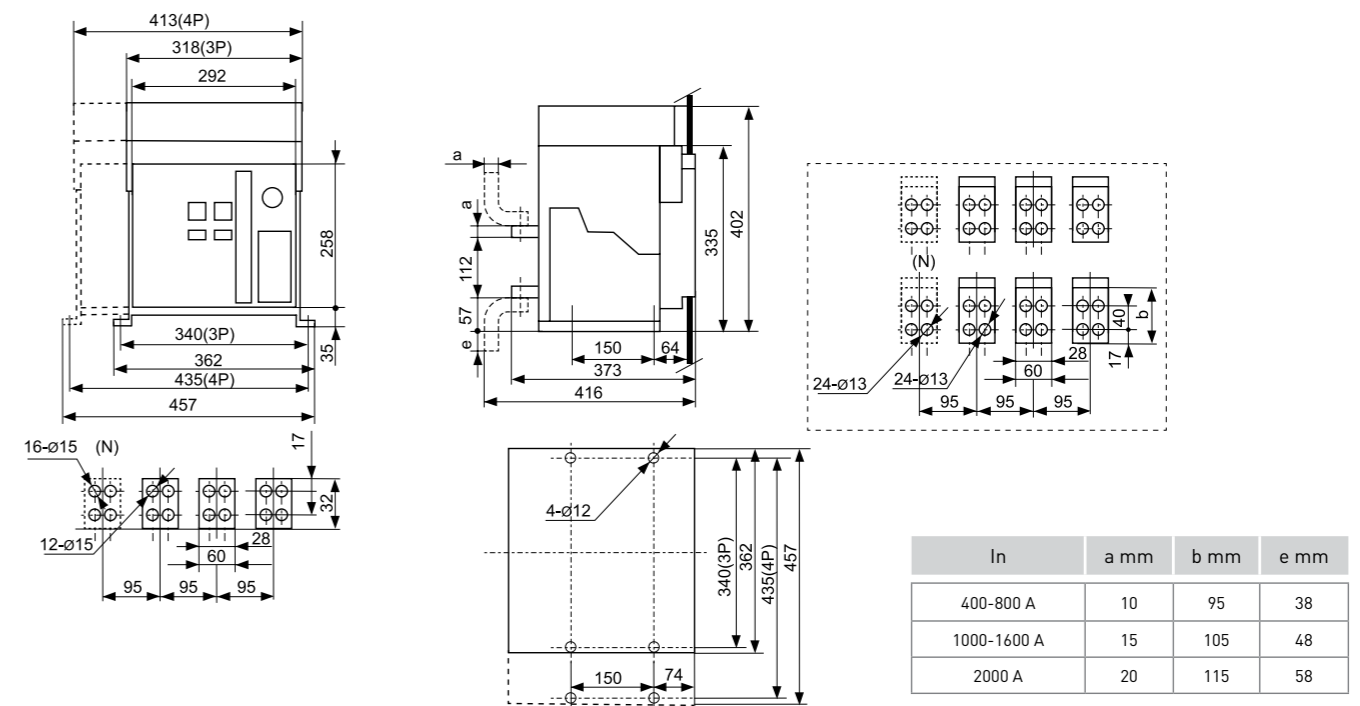 413(4P)
318(3P)
292
258
35
340(3P)
362
435(4P)
457
a
a
112
57
e
335
402
150 64
373
416
(N)
40
b
17
28
60
24-Ø13 24-Ø13
95 95 95
16-Ø15 (N)
17
32
12-Ø15
28
60
95 95 95
4-Ø12
340(3P)
362
435(4P)
457
150 74
In a mm b mm e mm
400-800 A 10 95 38
1000-1600 A 15 105 48
2000 A 20 115 58